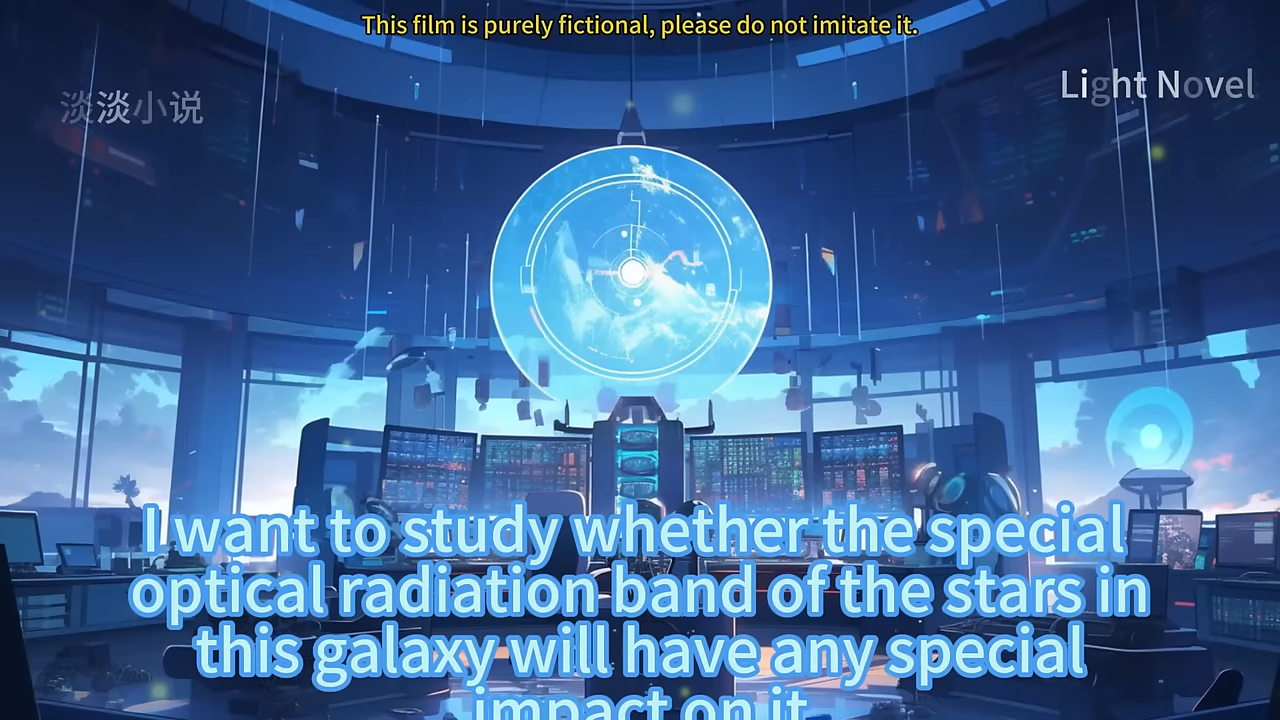 This film is purely fictional, please do not imitate it.
淡淡小说
Light Novel
I want to study whether the special
optical radiation band of the stars in
this galaxy will have any special
impact on it